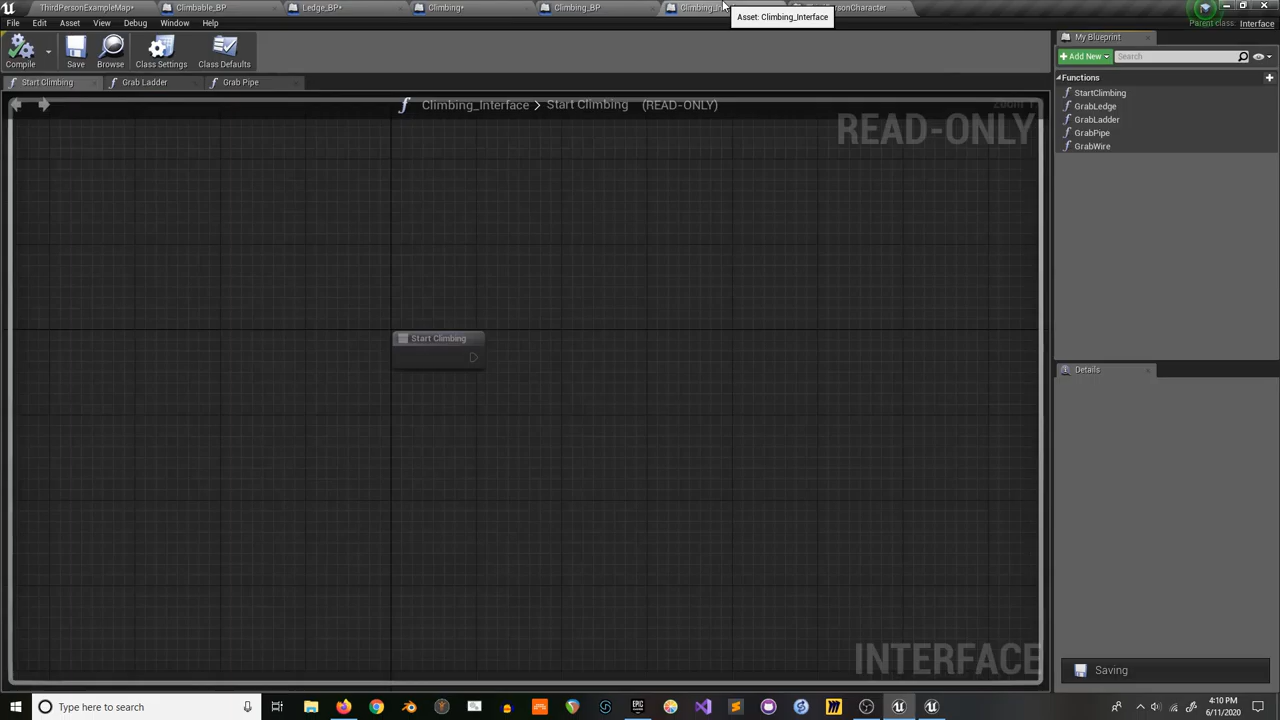 ThirdPersonExampleMap•
Climbable_BP
Ledge_BP•
Climbing•
Climbing_BP
Asset: Climbing_Interface
Parent class: Interface
File Edit Asset View Debug Window Help
Compile Save Browse Class Settings Class Defaults
Start Climbing
Grab Ladder
Grab Pipe
Climbing_Interface > Start Climbing (READ-ONLY)
READ-ONLY
Start Climbing
INTERFACE
My Blueprint
Add New
Search
Functions
StartClimbing
GrabLedge
GrabLadder
GrabPipe
GrabWire
Details
Saving
Type here to search
4:10 PM
6/11/2020